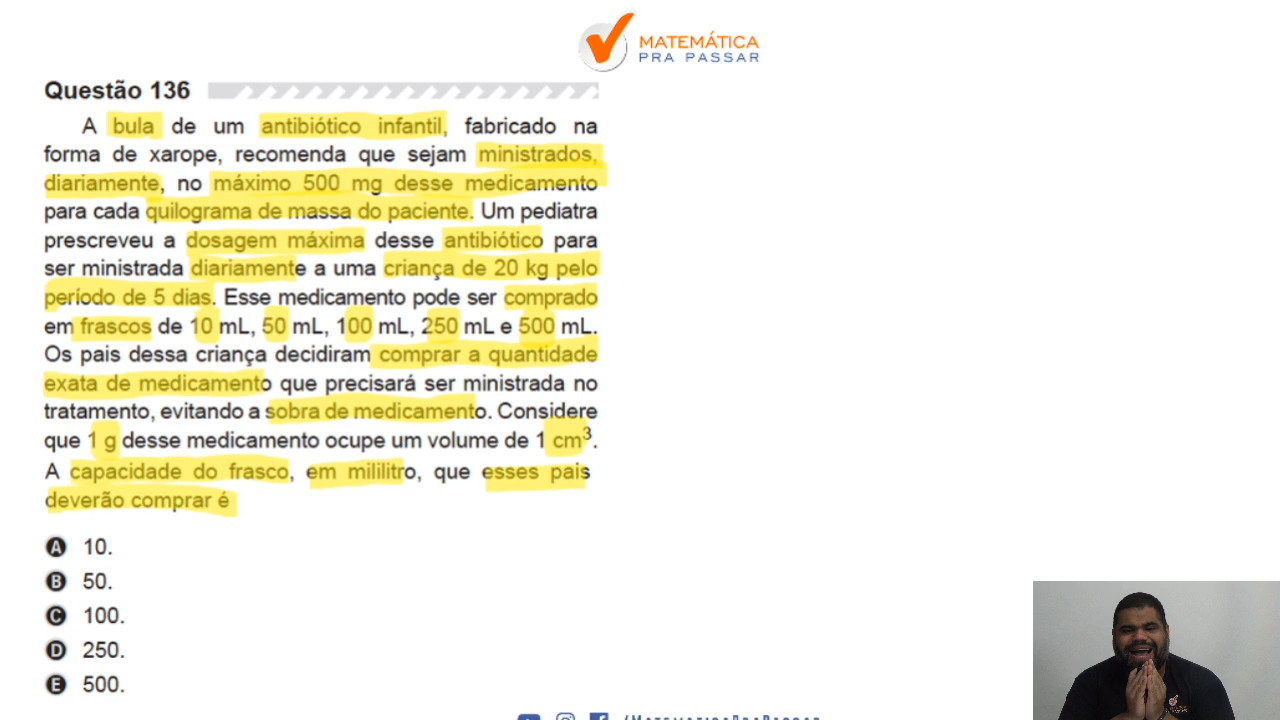 MATEMÁTICA
PRA PASSAR
Questão 136
A bula de um antibiótico infantil, fabricado na
forma de xarope, recomenda que sejam ministrados,
diariamente, no máximo 500 mg desse medicamento
para cada quilograma de massa do paciente. Um pediatra
prescreveu a dosagem máxima desse antibiótico para
ser ministrada diariamente a uma criança de 20 kg pelo
período de 5 dias. Esse medicamento pode ser comprado
em frascos de 10 mL, 50 mL, 100 mL, 250 mL e 500 mL.
Os pais dessa criança decidiram comprar a quantidade
exata de medicamento que precisará ser ministrada no
tratamento, evitando a sobra de medicamento. Considere
que 1 g desse medicamento ocupe um volume de 1 cm³.
A capacidade do frasco, em mililitro, que esses pais
deverão comprar é
A 10.
B 50.
C 100.
D 250.
E 500.
/MATEMATICAPRAPASSAR